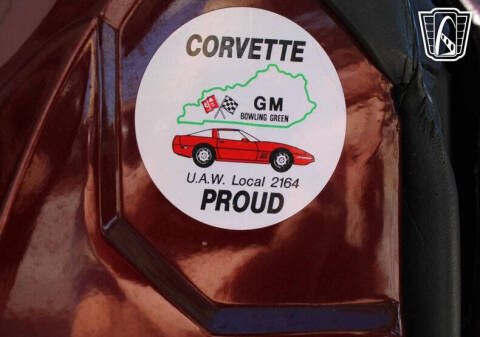 CORVETTE
GM
BOWLING GREEN
U.A.W. Local 2164
PROUD